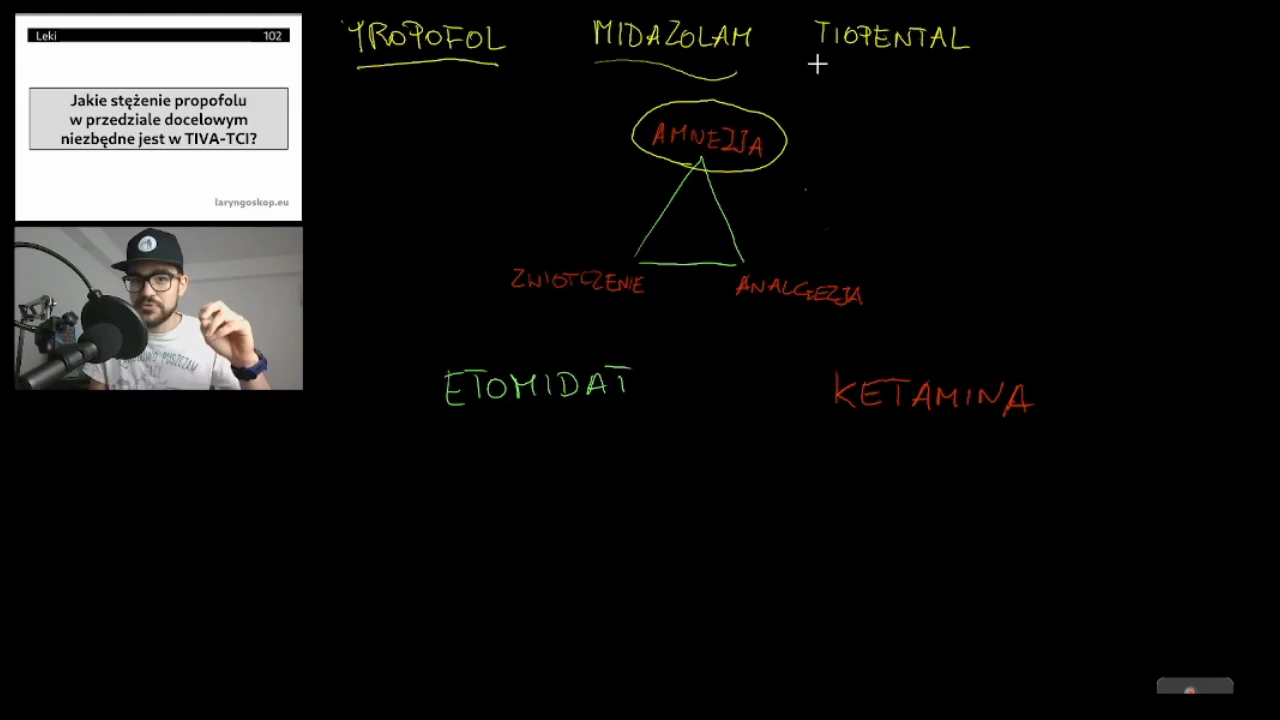 Leki 102
Jakie stężenie propofolu
w przedziale docelowym
niezbędne jest w TIVA-TCI?
laryngoskop.eu
PROPOFOL MIDAZOLAM TIOPENTAL
AMNEZJA
ZWIOTCZENIE ANALGEZJA
ETOMIDAT KETAMINA
PUSZCZAM